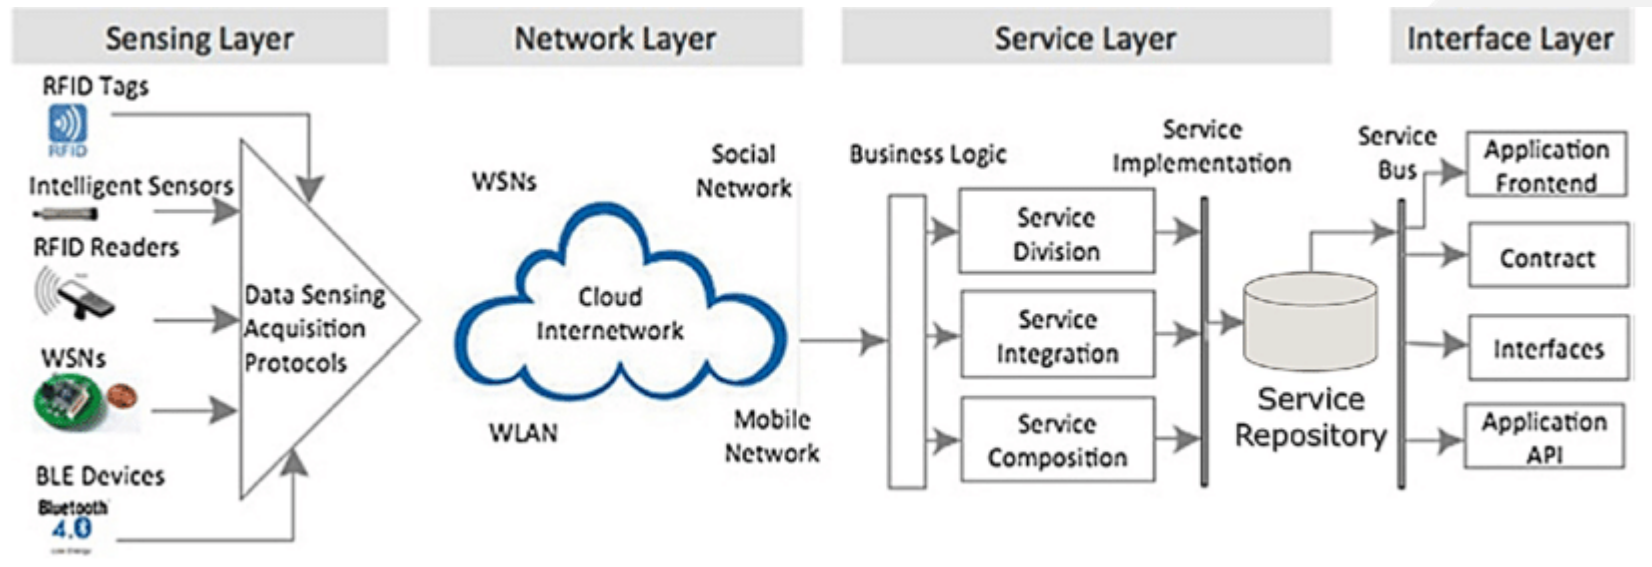 Sensing Layer
Network Layer
Service Layer
Interface Layer
RFID Tags
RFID
Intelligent Sensors
RFID Readers
WSNs
BLE Devices
Bluetooth
4.0
Data Sensing
Acquisition
Protocols
WSNs
Social
Network
Cloud
Internetwork
WLAN
Mobile
Network
Business Logic
Service
Division
Service
Integration
Service
Composition
Service
Implementation
Service
Repository
Service
Bus
Application
Frontend
Contract
Interfaces
Application
API